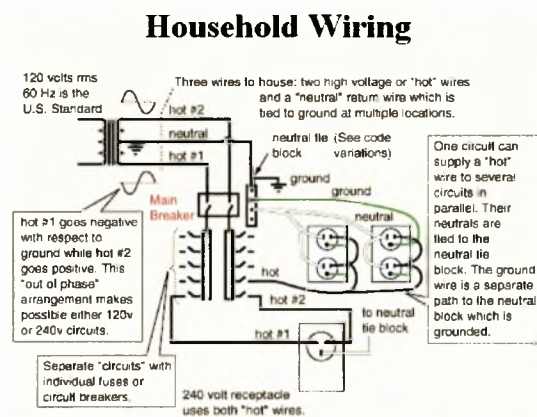 Household Wiring
120 volts rms
60 Hz is the
U.S. Standard
Three wires to house: two high voltage or "hot" wires
and a "neutral" return wire which is
tied to ground at multiple locations.
hot #2
neutral
hot #1
neutral tie (See code
block variations)
ground
ground
Main
Breaker
neutral
One circuit can
supply a "hot"
wire to several
circuits in
parallel. Their
neutrals are
tied to the
neutral tie
block. The ground
wire is a separate
path to the neutral
block which is
grounded.
hot #1 goes negative
with respect to
ground while hot #2
goes positive. This
"out of phase"
arrangement makes
possible either 120v
or 240v circuits.
hot
hot #2
hot #1
to neutral
tie block
Separate "circuits" with
individual fuses or
circuit breakers.
240 volt receptacle
uses both "hot" wires.